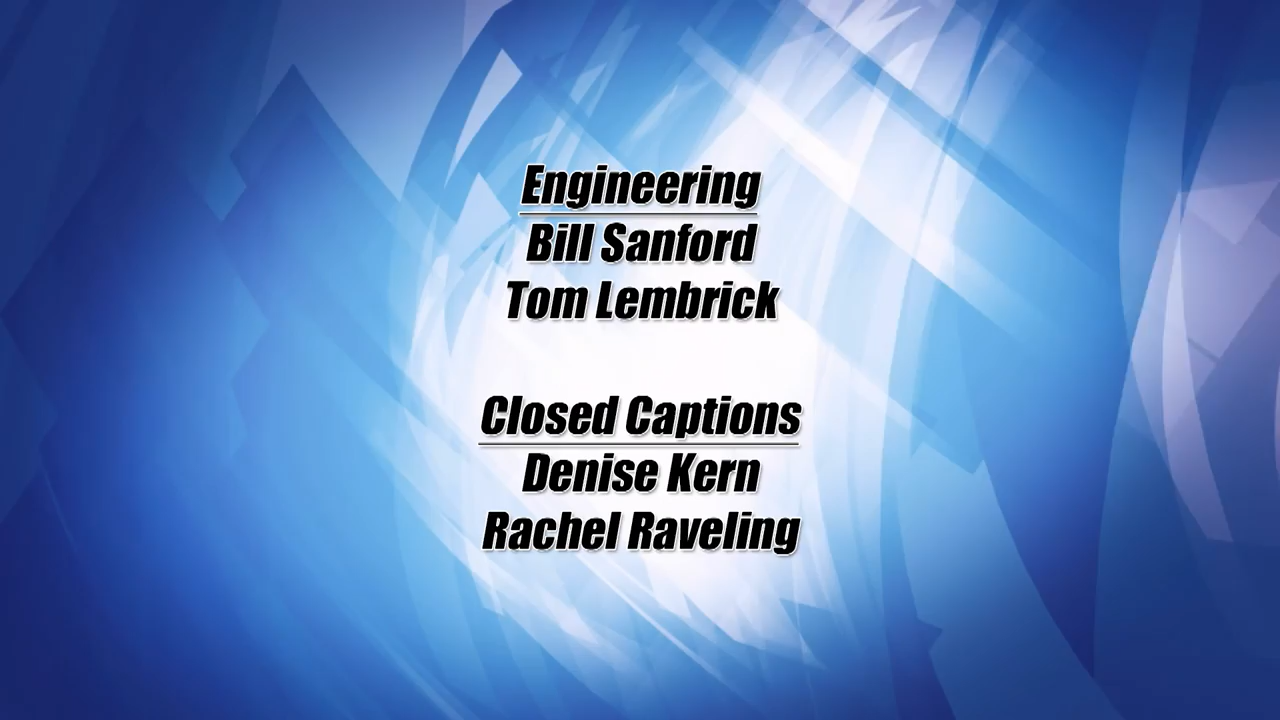 Engineering
Bill Sanford
Tom Lembrick
Closed Captions
Denise Kern
Rachel Raveling